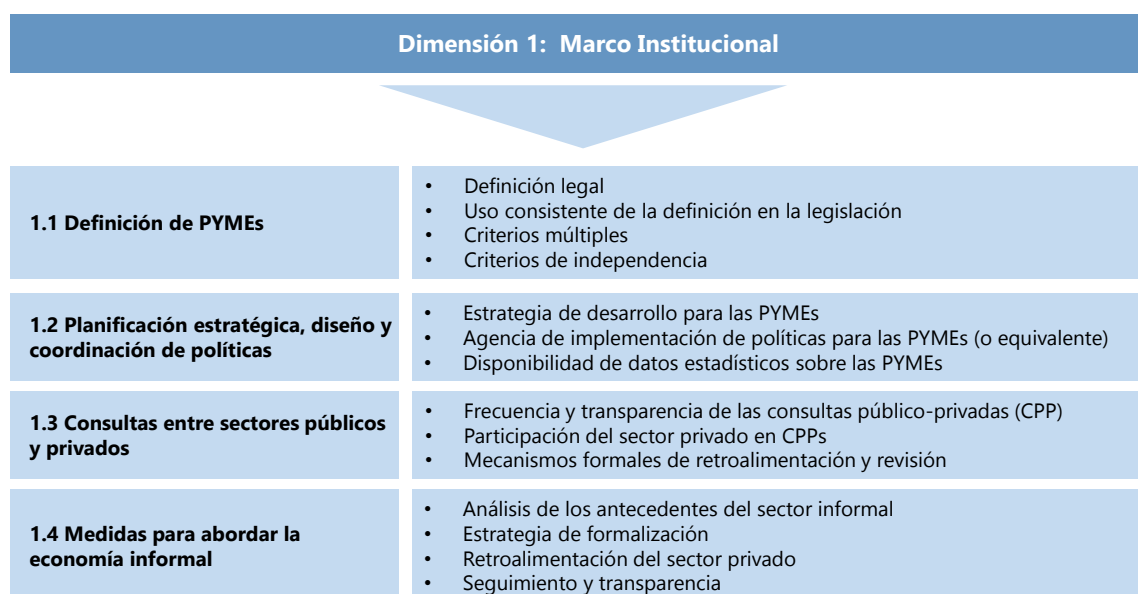 Dimensión 1: Marco Institucional
1.1 Definición de PYMEs
• Definición legal
• Uso consistente de la definición en la legislación
• Criterios múltiples
• Criterios de independencia
1.2 Planificación estratégica, diseño y
coordinación de políticas
• Estrategia de desarrollo para las PYMEs
• Agencia de implementación de políticas para las PYMEs (o equivalente)
• Disponibilidad de datos estadísticos sobre las PYMEs
1.3 Consultas entre sectores públicos
y privados
• Frecuencia y transparencia de las consultas público-privadas (CPP)
• Participación del sector privado en CPPs
• Mecanismos formales de retroalimentación y revisión
1.4 Medidas para abordar la
economía informal
• Análisis de los antecedentes del sector informal
• Estrategia de formalización
• Retroalimentación del sector privado
• Seguimiento y transparencia